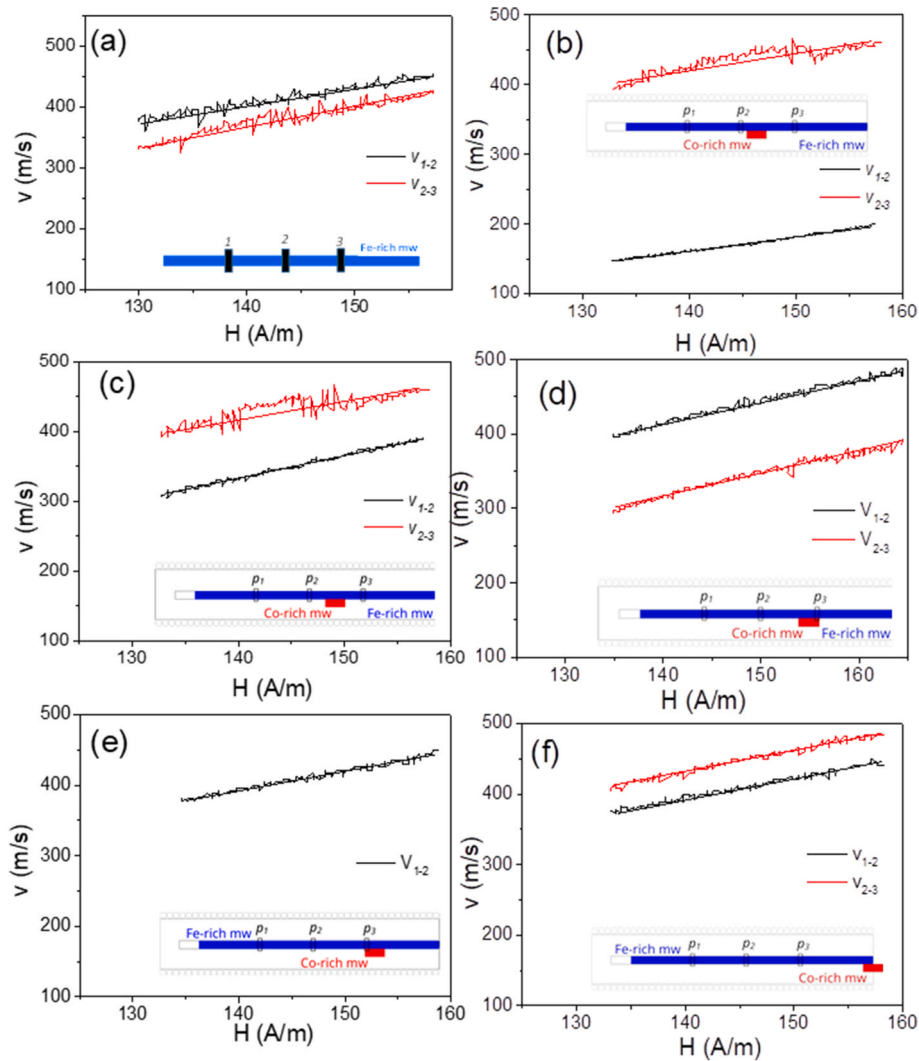 (a)
500
400
300
200
100
v (m/s)
V1-2
V2-3
1 2 3
Fe-rich mw
130 140 150
H (A/m)
(b)
500
400
300
200
100
v (m/s)
p1 p2 p3
Co-rich mw Fe-rich mw
V1-2
V2-3
130 140 150 160
H (A/m)
(c)
500
400
300
200
100
v (m/s)
V1-2
V2-3
p1 p2 p3
Co-rich mw Fe-rich mw
130 140 150 160
H (A/m)
(d)
500
400
300
200
100
v (m/s)
V1-2
V2-3
p1 p2 p3
Co-rich mw Fe-rich mw
130 140 150 160
H (A/m)
(e)
500
400
300
200
100
v (m/s)
V1-2
Fe-rich mw p1 p2 p3
Co-rich mw
130 140 150 160
H (A/m)
(f)
500
400
300
200
100
v (m/s)
V1-2
V2-3
Fe-rich mw p1 p2 p3
Co-rich mw
130 140 150 160
H (A/m)